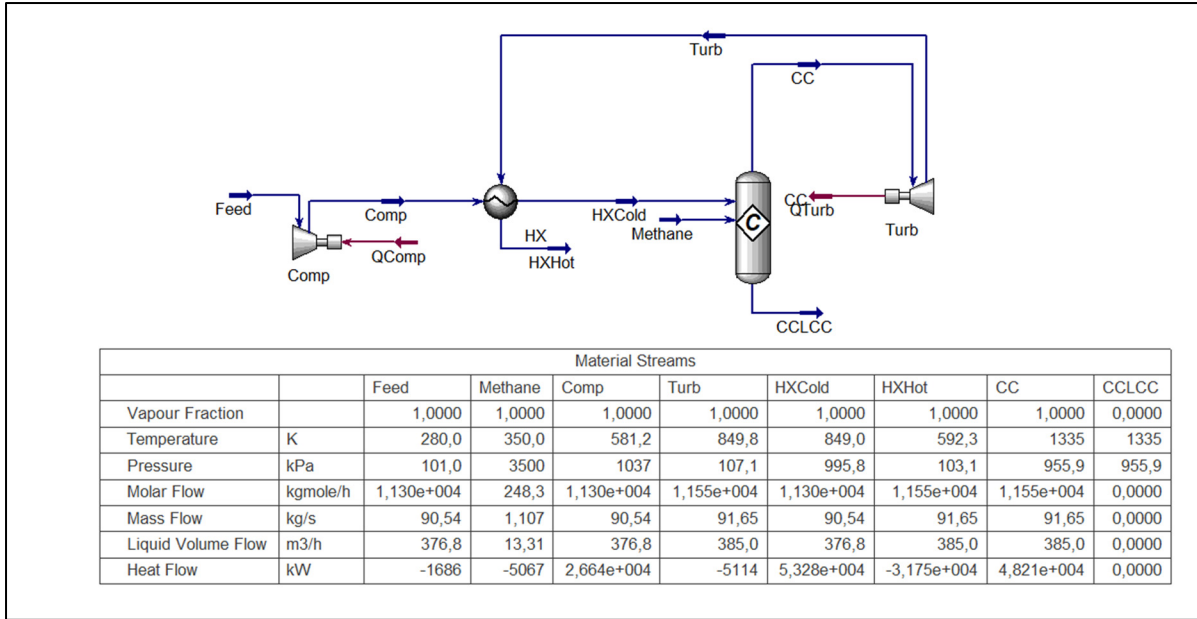 Turb
CC
Feed
Comp
HXCold
Methane
C
CC
QTurb
Turb
HX
HXHot
QComp
Comp
CCLCC
Material Streams
Feed Methane Comp Turb HXCold HXHot CC CCLCC
Vapour Fraction 1,0000 1,0000 1,0000 1,0000 1,0000 1,0000 1,0000 0,0000
Temperature K 280,0 350,0 581,2 849,8 849,0 592,3 1335 1335
Pressure kPa 101,0 3500 1037 107,1 995,8 103,1 955,9 955,9
Molar Flow kgmole/h 1,130e+004 248,3 1,130e+004 1,155e+004 1,130e+004 1,155e+004 1,155e+004 0,0000
Mass Flow kg/s 90,54 1,107 90,54 91,65 90,54 91,65 91,65 0,0000
Liquid Volume Flow m3/h 376,8 13,31 376,8 385,0 376,8 385,0 385,0 0,0000
Heat Flow kW -1686 -5067 2,664e+004 -5114 5,328e+004 -3,175e+004 4,821e+004 0,0000